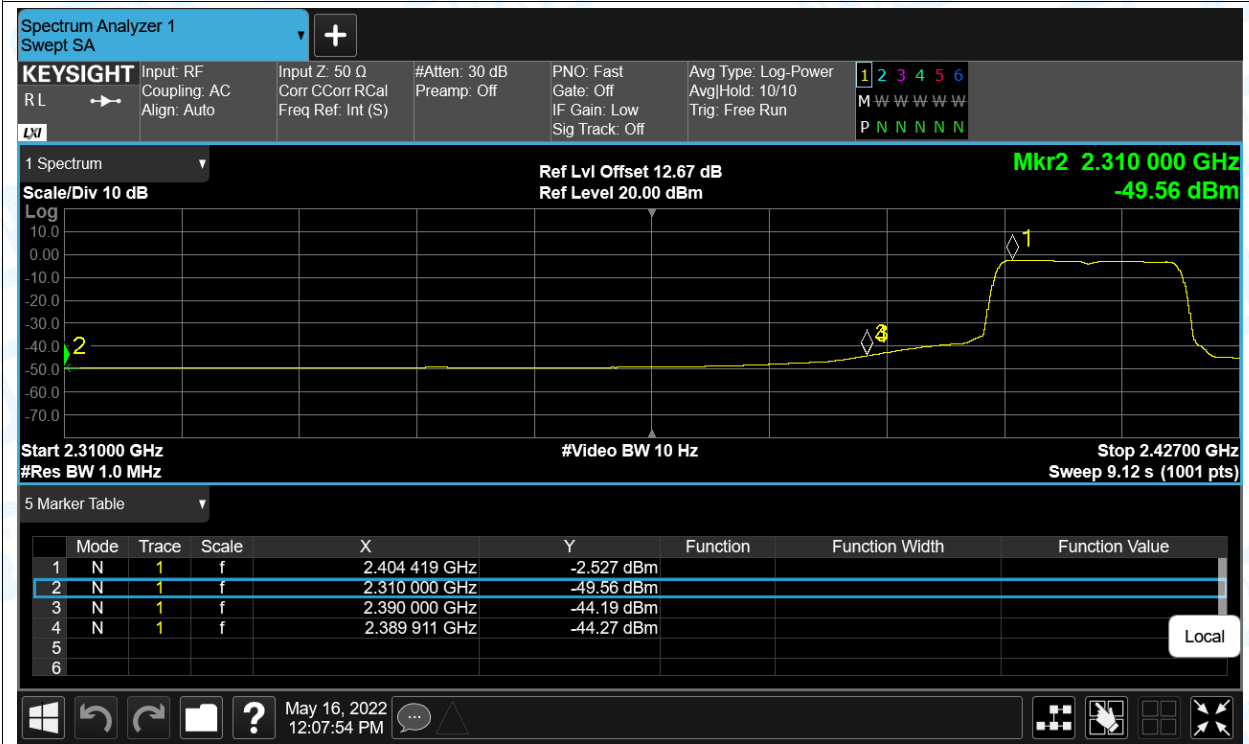 Spectrum Analyzer 1
Swept SA
+
KEYSIGHT Input: RF Input Z: 50 Ω #Atten: 30 dB PNO: Fast Avg Type: Log-Power 1 2 3 4 5 6
R L Coupling: AC Corr CCorr RCal Preamp: Off Gate: Off Avg|Hold: 10/10 M W W W W W
Align: Auto Freq Ref: Int (S) IF Gain: Low Trig: Free Run
LXI Sig Track: Off P N N N N N
1 Spectrum Ref Lvl Offset 12.67 dB Mkr2 2.310 000 GHz
Scale/Div 10 dB Ref Level 20.00 dBm -49.56 dBm
Log
10.0 1
0.00
-10.0
-20.0
-30.0
-40.0 2
-50.0
-60.0
-70.0
Start 2.31000 GHz #Video BW 10 Hz Stop 2.42700 GHz
#Res BW 1.0 MHz Sweep 9.12 s (1001 pts)
5 Marker Table
Mode Trace Scale X Y Function Function Width Function Value
1 N 1 f 2.404 419 GHz -2.527 dBm
2 N 1 f 2.310 000 GHz -49.56 dBm
3 N 1 f 2.390 000 GHz -44.19 dBm
4 N 1 f 2.389 911 GHz -44.27 dBm
5
6
Local
? May 16, 2022
12:07:54 PM